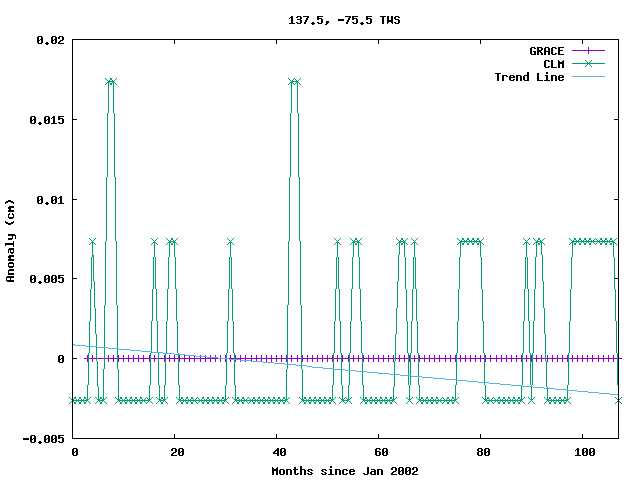 137.5, -75.5 TWS
0.02
0.015
0.01
0.005
0
-0.005
Anomaly (cm)
GRACE
CLM
Trend Line
0 20 40 60 80 100
Months since Jan 2002